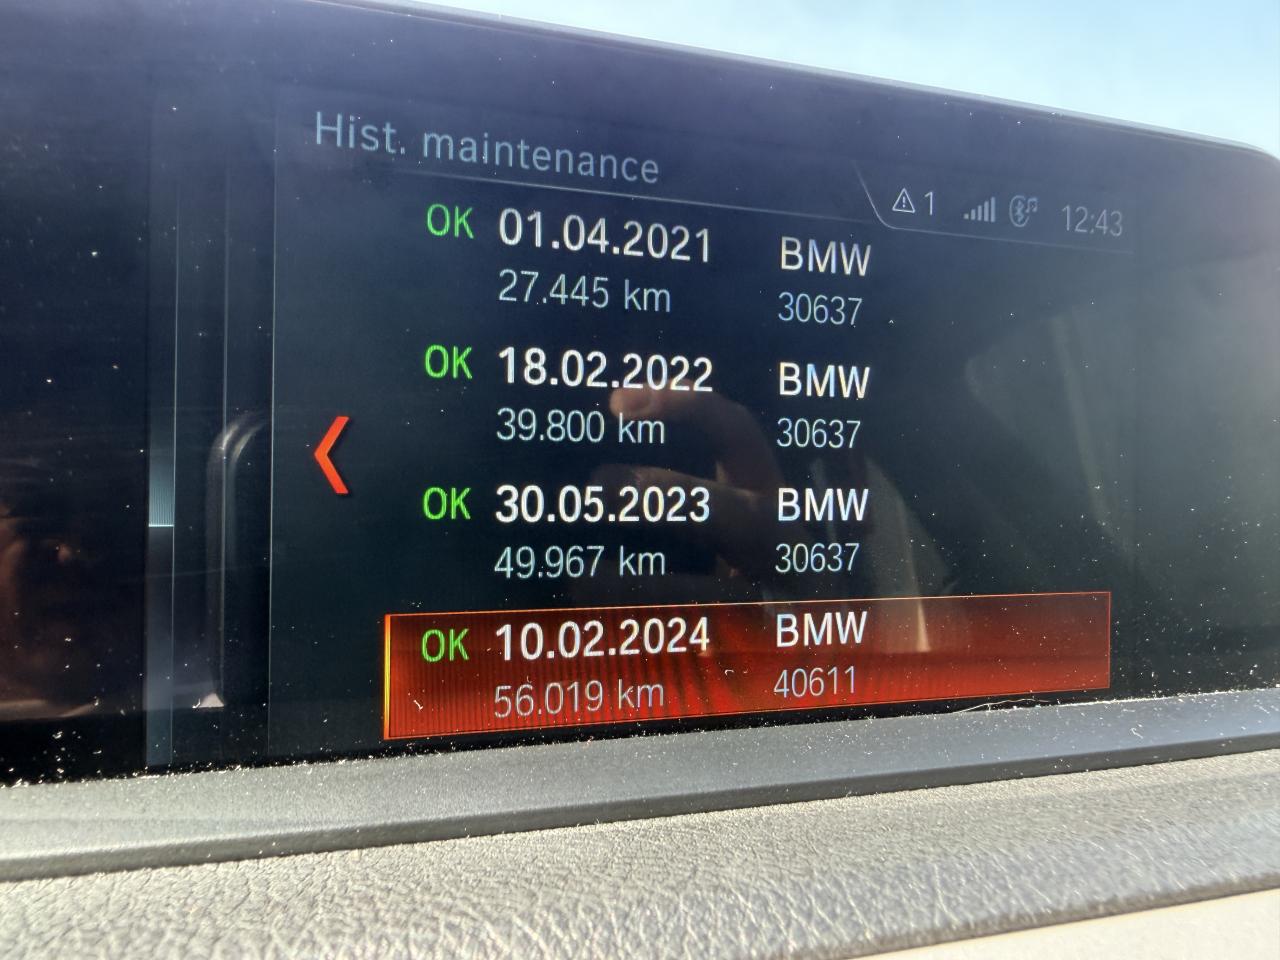 Hist. maintenance
1 12:43
OK 01.04.2021 BMW
27.445 km 30637
OK 18.02.2022 BMW
39.800 km 30637
OK 30.05.2023 BMW
49.967 km 30637
OK 10.02.2024 BMW
56.019 km 40611